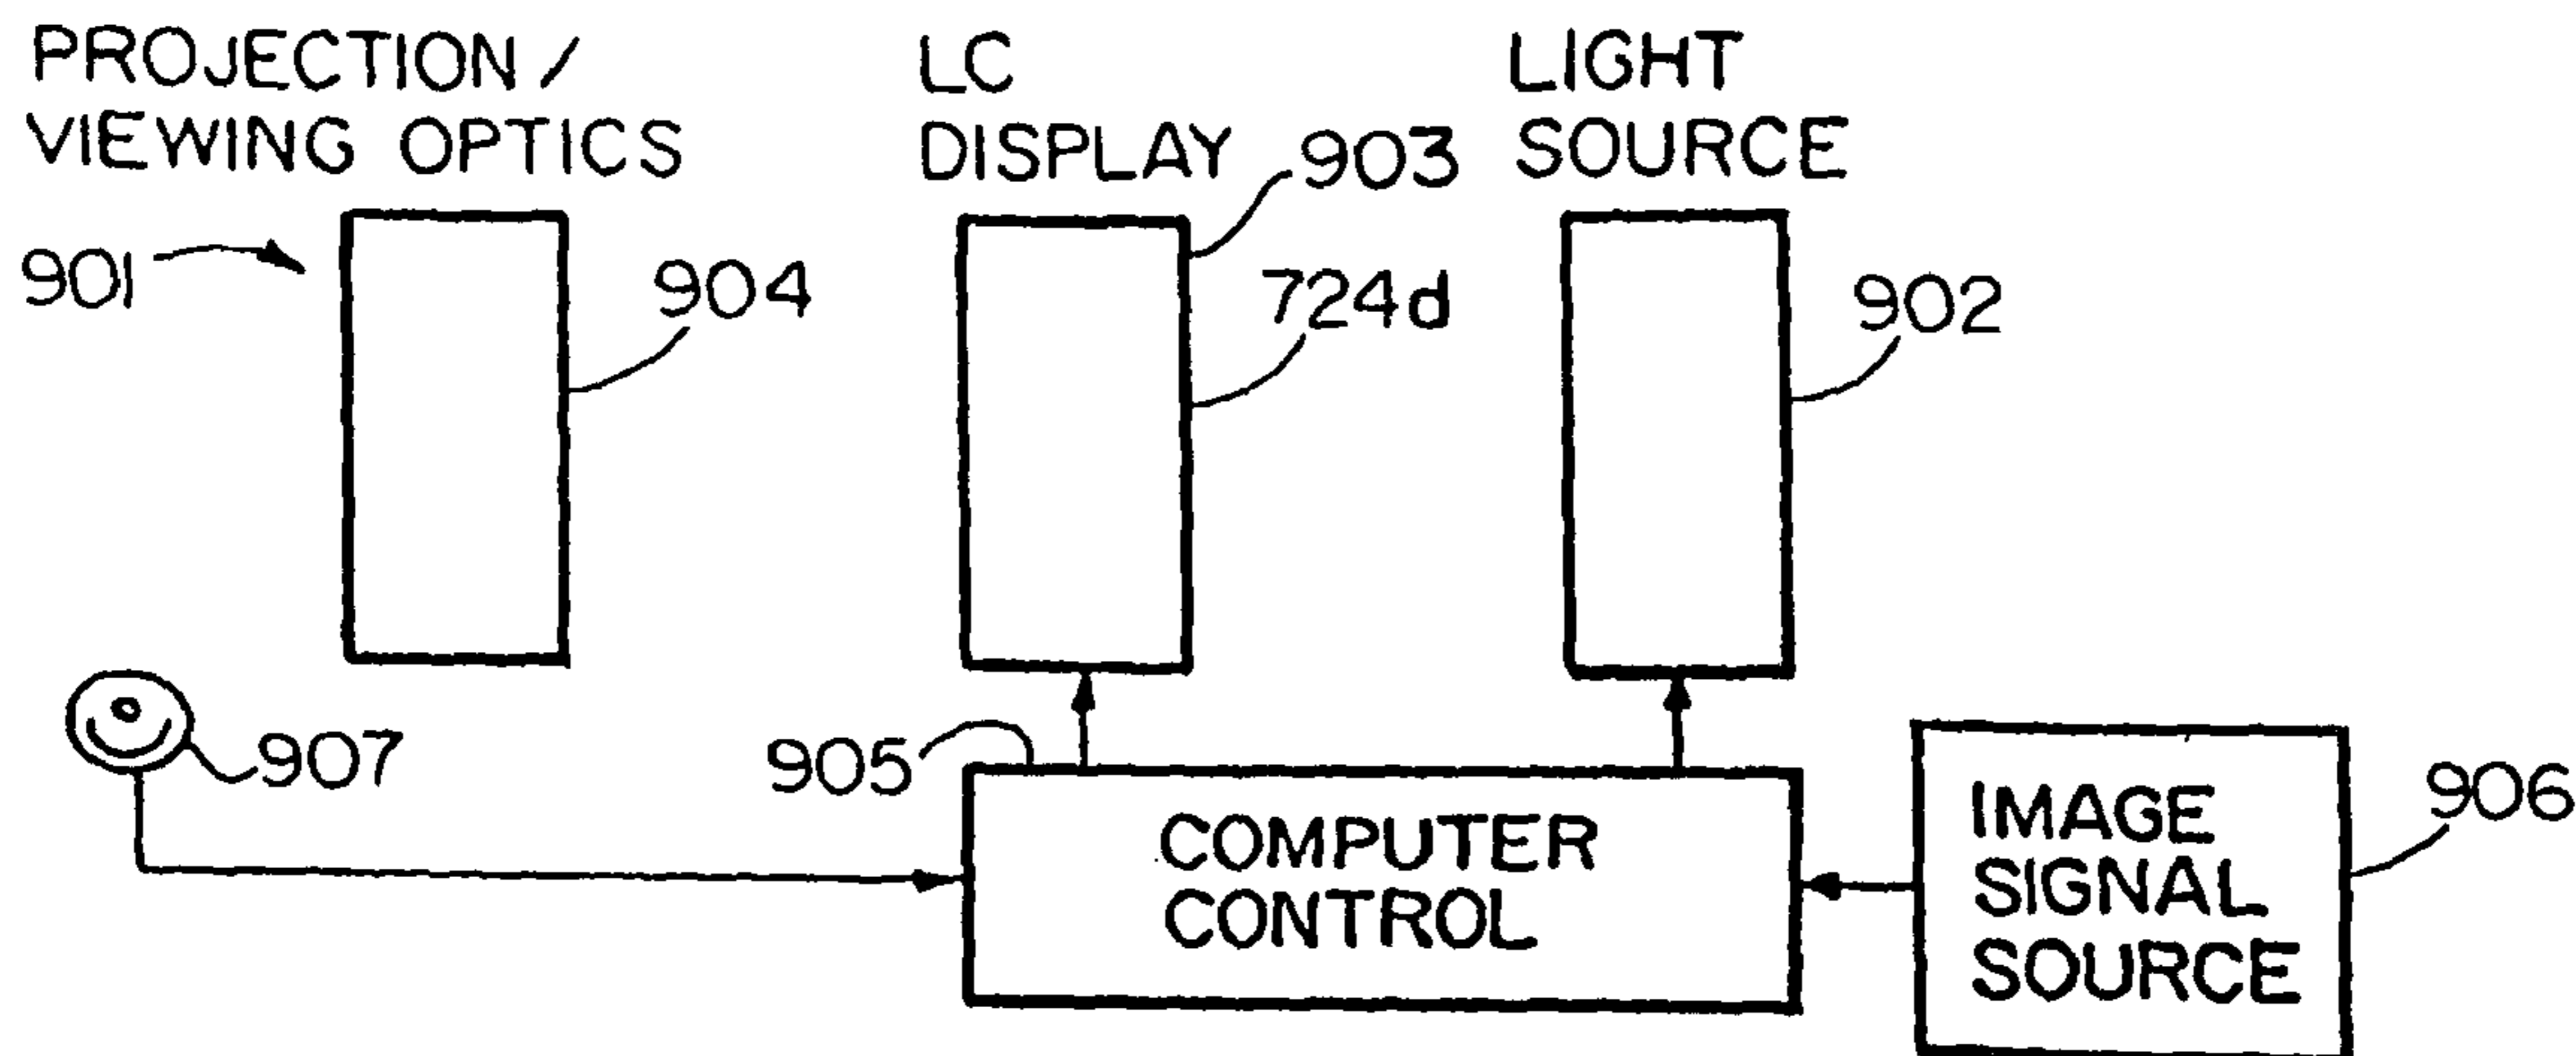 PROJECTION /
VIEWING OPTICS
LC
DISPLAY
LIGHT
SOURCE
901
904
903
724d
902
907
905
COMPUTER
CONTROL
IMAGE
SIGNAL
SOURCE
906